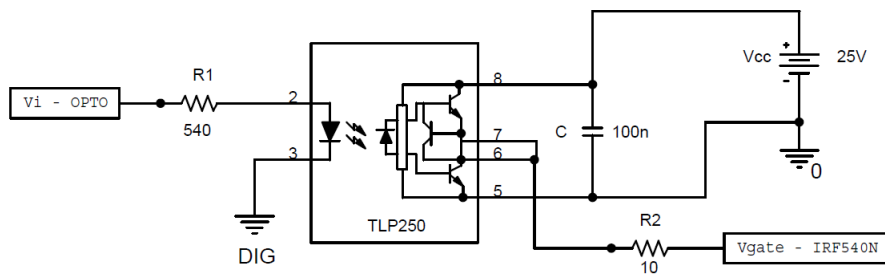 Vcc
+
-
25V
R1
Vi - OPTO
540
2
3
8
7
6
5
C
100n
0
TLP250
DIG
R2
10
Vgate - IRF540N